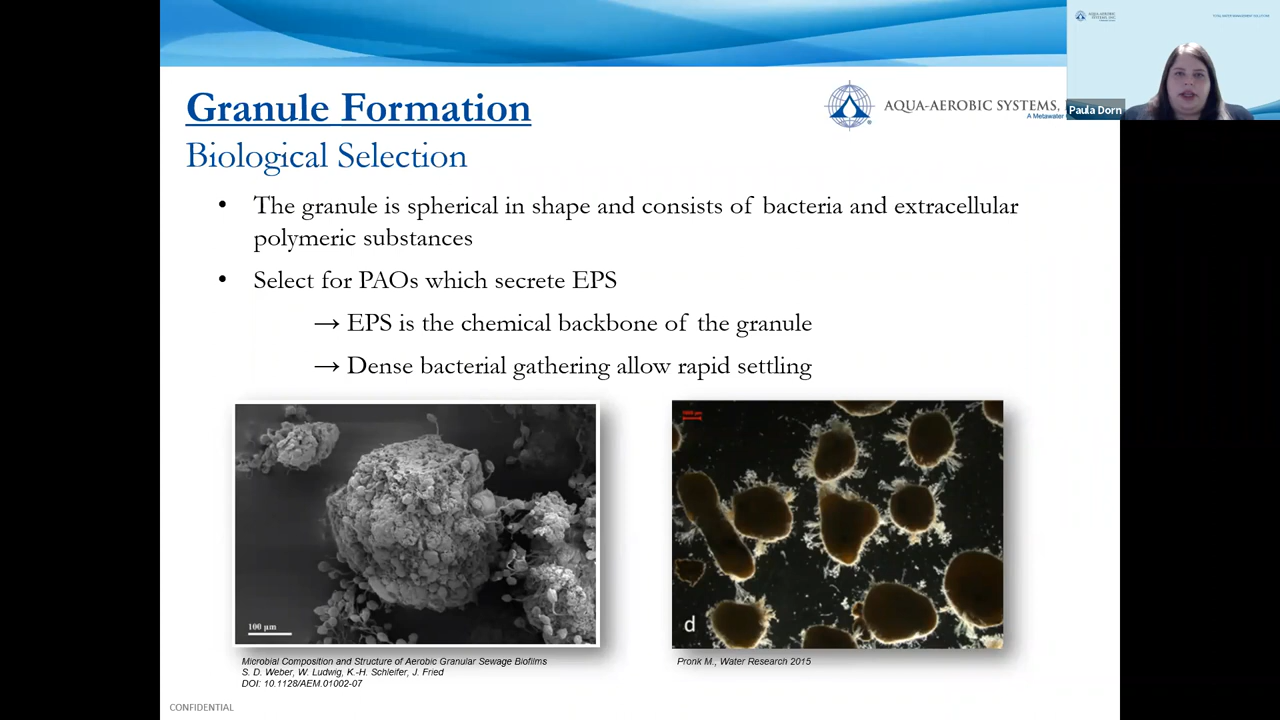 Granule Formation
Biological Selection
AQUA-AEROBIC SYSTEMS,
A Metawater
Paula Dorn
• The granule is spherical in shape and consists of bacteria and extracellular
polymeric substances
• Select for PAOs which secrete EPS
→ EPS is the chemical backbone of the granule
→ Dense bacterial gathering allow rapid settling
100 µm
d
Microbial Composition and Structure of Aerobic Granular Sewage Biofilms
S. D. Weber, W. Ludwig, K.-H. Schleifer, J. Fried
DOI: 10.1128/AEM.01002-07
Pronk M., Water Research 2015
CONFIDENTIAL